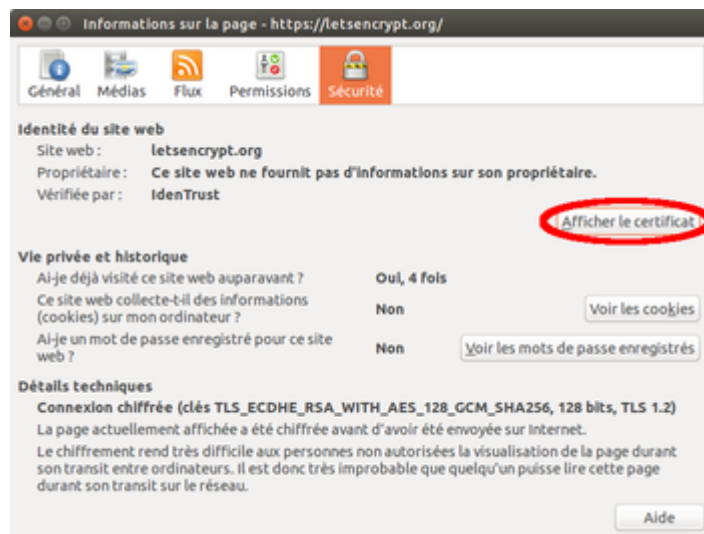 Informations sur la page - https://letsencrypt.org/
Général Médias Flux Permissions Sécurité
Identité du site web
Site web : letsencrypt.org
Propriétaire : Ce site web ne fournit pas d'informations sur son propriétaire.
Vérifiée par : IdenTrust
Afficher le certificat
Vie privée et historique
Ai-je déjà visité ce site web auparavant ? Oui, 4 fois
Ce site web collecte-t-il des informations
(cookies) sur mon ordinateur ? Non Voir les cookies
Ai-je un mot de passe enregistré pour ce site
web ? Non Voir les mots de passe enregistrés
Détails techniques
Connexion chiffrée (clés TLS_ECDHE_RSA_WITH_AES_128_GCM_SHA256, 128 bits, TLS 1.2)
La page actuellement affichée a été chiffrée avant d'avoir été envoyée sur Internet.
Le chiffrement rend très difficile aux personnes non autorisées la visualisation de la page durant
son transit entre ordinateurs. Il est donc très improbable que quelqu'un puisse lire cette page
durant son transit sur le réseau.
Aide